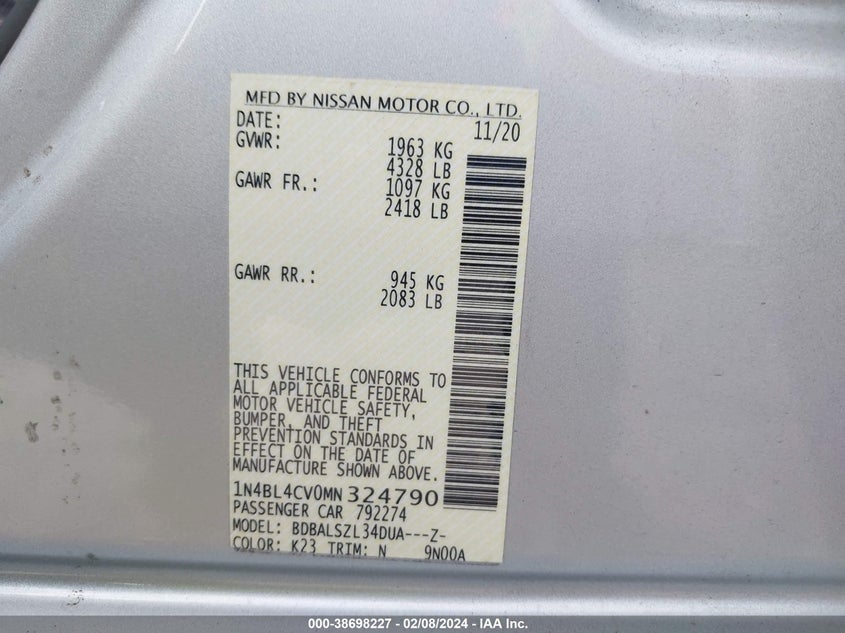 MFD BY NISSAN MOTOR CO., LTD.
DATE: 11/20
GVWR: 1963 KG
4328 LB
GAWR FR.: 1097 KG
2418 LB
GAWR RR.: 945 KG
2083 LB
THIS VEHICLE CONFORMS TO
ALL APPLICABLE FEDERAL
MOTOR VEHICLE SAFETY,
BUMPER, AND THEFT
PREVENTION STANDARDS IN
EFFECT ON THE DATE OF
MANUFACTURE SHOWN ABOVE.
1N4BL4CV0MN324790
PASSENGER CAR 792274
MODEL: BDBALSZL34DUA---Z-
COLOR: K23 TRIM: N 9N00A
000-38698227 - 02/08/2024 - IAA Inc.